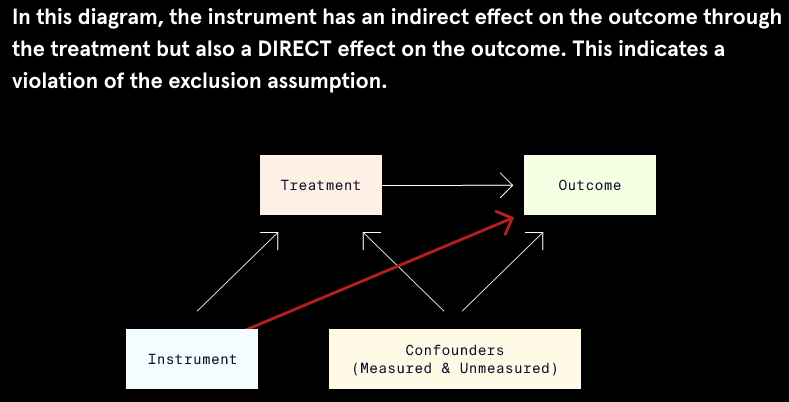 In this diagram, the instrument has an indirect effect on the outcome through
the treatment but also a DIRECT effect on the outcome. This indicates a
violation of the exclusion assumption.
Treatment
Outcome
Instrument
Confounders
(Measured & Unmeasured)